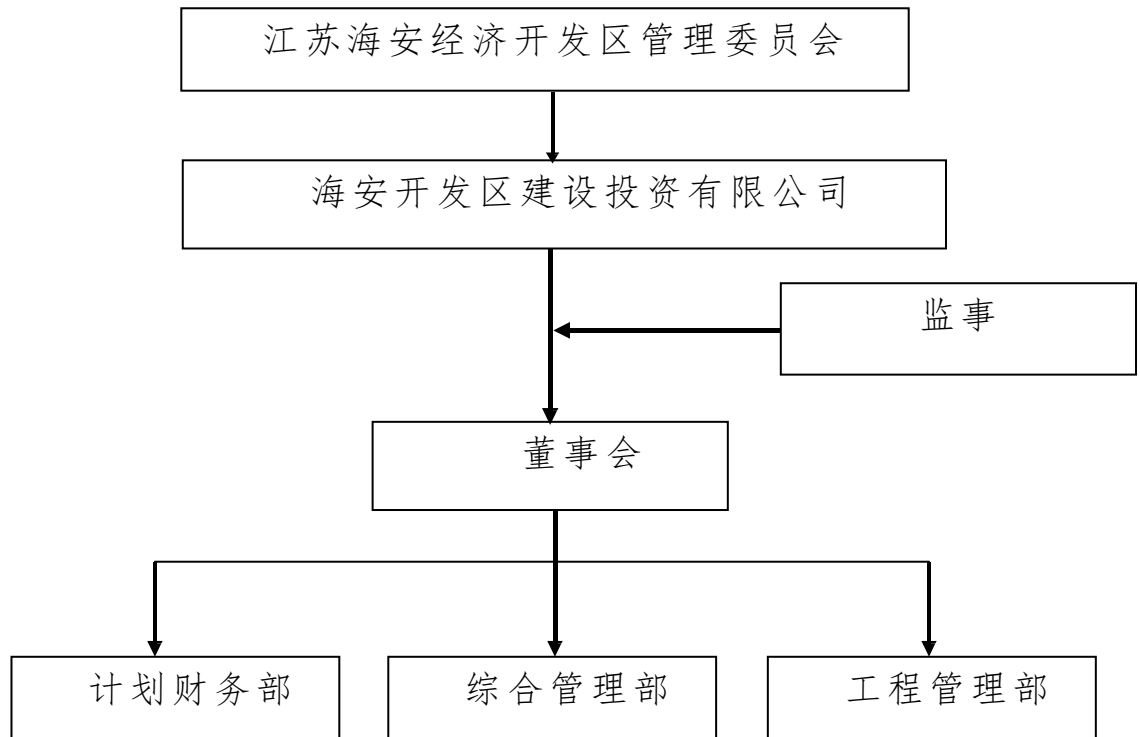 江苏海安经济开发区管理委员会
海安开发区建设投资有限公司
监事
董事会
计划财务部
综合管理部
工程管理部